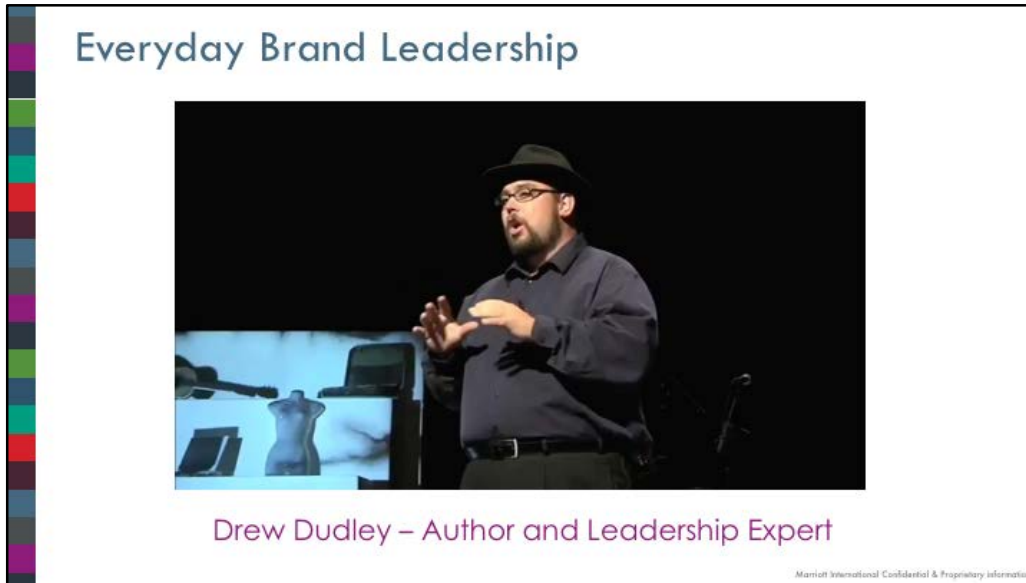 Everyday Brand Leadership
Drew Dudley – Author and Leadership Expert
Marriott International Confidential & Proprietary informatio